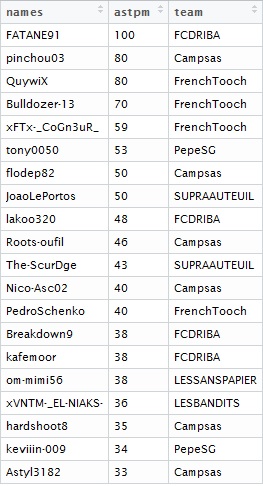 names astpm team
FATANE91 100 FCDRIBA
pinchou03 80 Campsas
QuywiX 80 FrenchTooch
Bulldozer-13 70 FrenchTooch
xFTx-_CoGn3uR_ 59 FrenchTooch
tony0050 53 PepeSG
flodep82 50 Campsas
JoaoLePortos 50 SUPRAAUTEUIL
lakoo320 48 FCDRIBA
Roots-oufil 46 Campsas
The-ScurDge 43 SUPRAAUTEUIL
Nico-Asc02 40 Campsas
PedroSchenko 40 FrenchTooch
Breakdown9 38 FCDRIBA
kafemoor 38 FCDRIBA
om-mimi56 38 LESSANSPAPIER
xVNTM-_EL-NIAKS- 36 LESBANDITS
hardshoot8 35 Campsas
keviiin-009 34 PepeSG
Astyl3182 33 Campsas